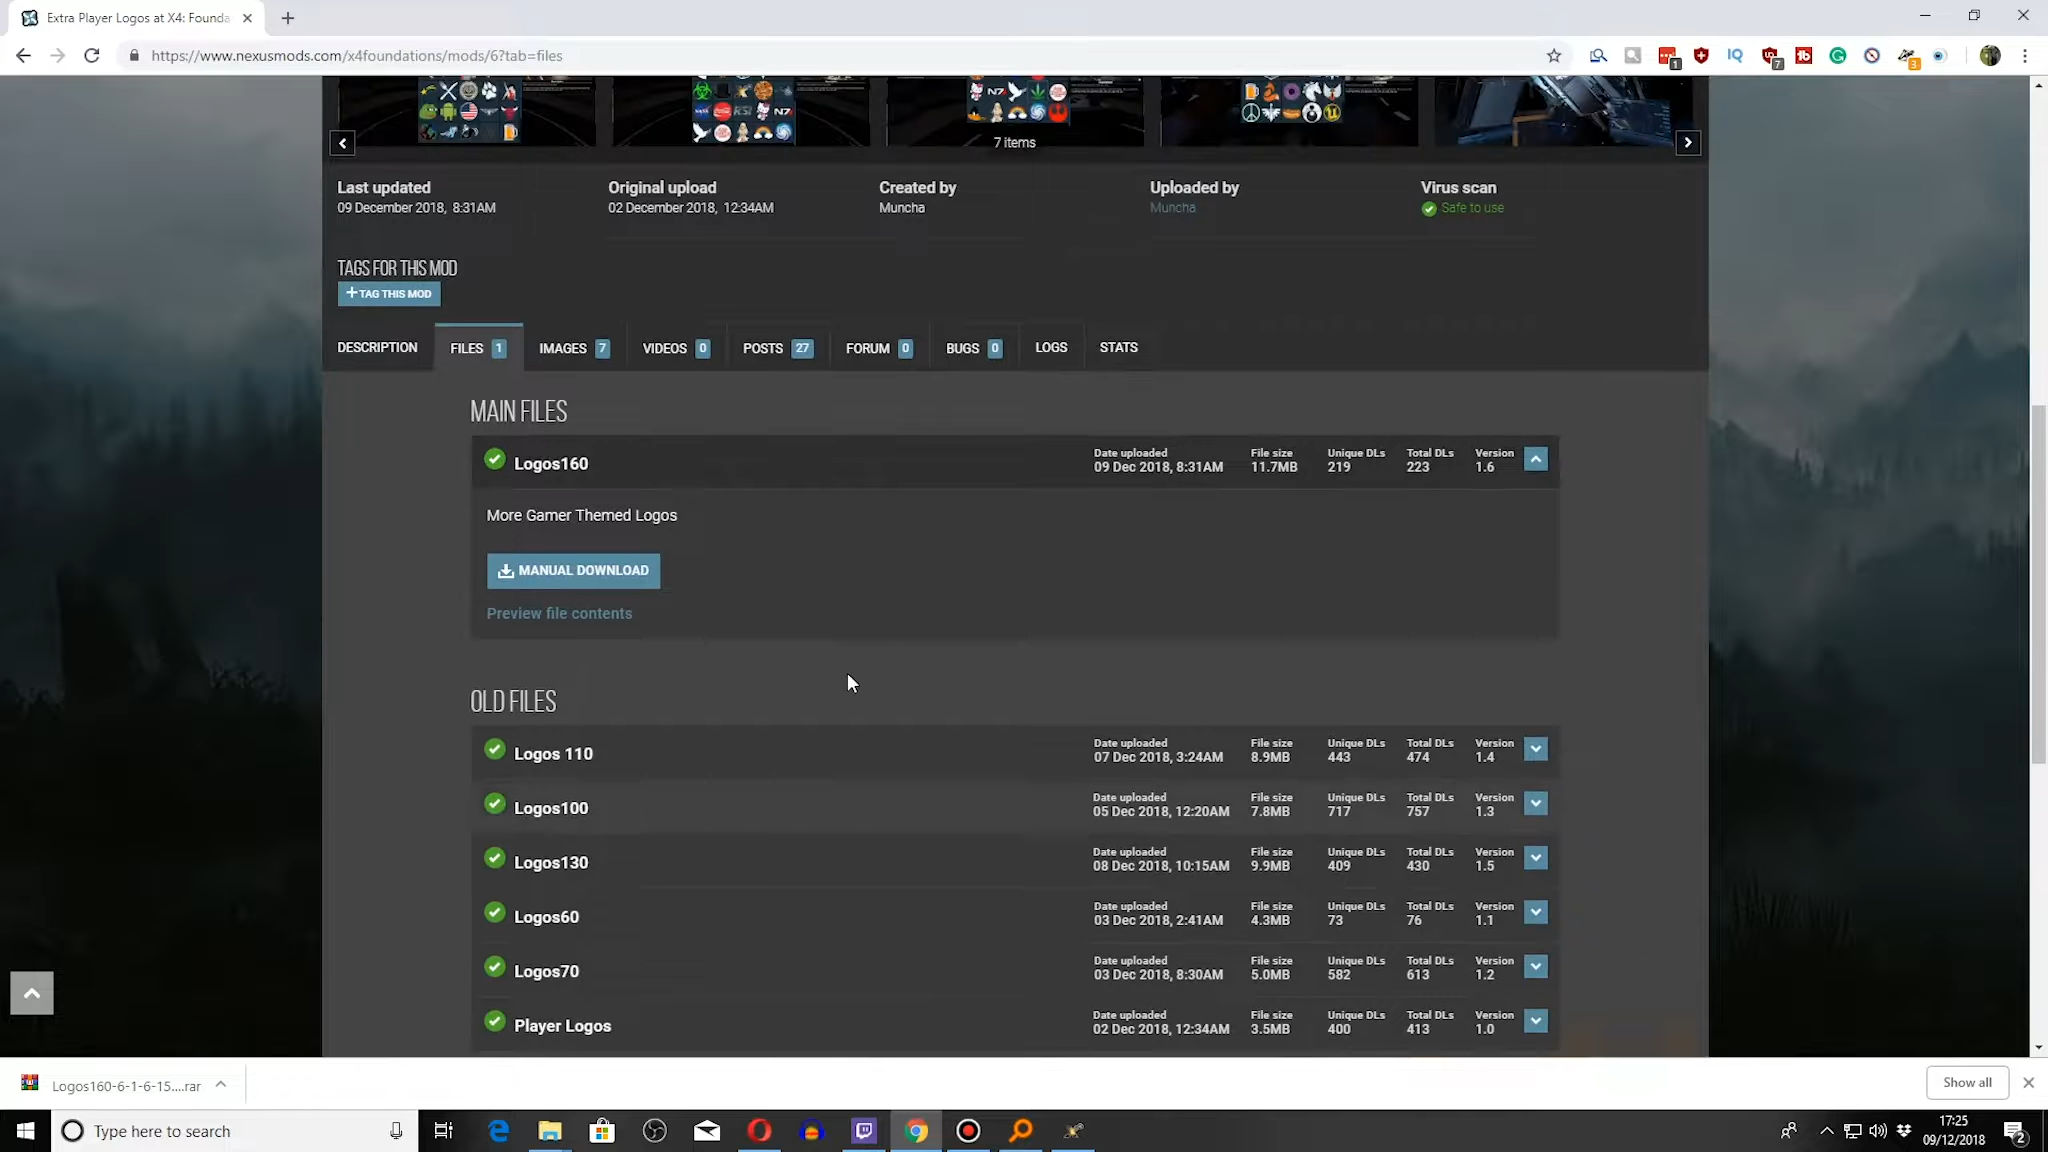 Extra Player Logos at X4: Founda
https://www.nexusmods.com/x4foundations/mods/6?tab=files
7 items
Last updated
09 December 2018, 8:31AM
Original upload
02 December 2018, 12:34AM
Created by
Muncha
Uploaded by
Muncha
Virus scan
Safe to use
TAGS FOR THIS MOD
+TAG THIS MOD
DESCRIPTION FILES 1 IMAGES 7 VIDEOS 0 POSTS 27 FORUM 0 BUGS 0 LOGS STATS
MAIN FILES
Logos160
Date uploaded File size Unique DLs Total DLs Version
09 Dec 2018, 8:31AM 11.7MB 219 223 1.6
More Gamer Themed Logos
MANUAL DOWNLOAD
Preview file contents
OLD FILES
Logos 110
Date uploaded File size Unique DLs Total DLs Version
07 Dec 2018, 3:24AM 8.9MB 443 474 1.4
Logos100
Date uploaded File size Unique DLs Total DLs Version
05 Dec 2018, 12:20AM 7.8MB 717 757 1.3
Logos130
Date uploaded File size Unique DLs Total DLs Version
08 Dec 2018, 10:15AM 9.9MB 409 430 1.5
Logos60
Date uploaded File size Unique DLs Total DLs Version
03 Dec 2018, 2:41AM 4.3MB 73 76 1.1
Logos70
Date uploaded File size Unique DLs Total DLs Version
03 Dec 2018, 8:30AM 5.0MB 582 613 1.2
Player Logos
Date uploaded File size Unique DLs Total DLs Version
02 Dec 2018, 12:34AM 3.5MB 400 413 1.0
Logos160-6-1-6-15....rar
Show all
Type here to search
17:25
09/12/2018
2